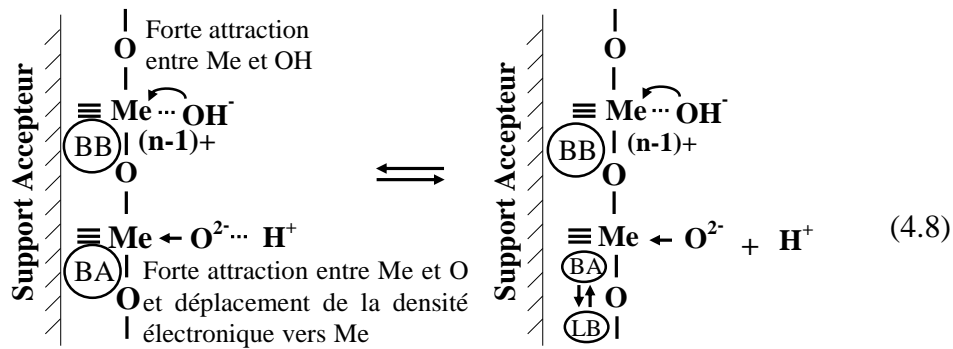 Support Accepteur
O
Forte attraction
entre Me et OH
≡ Me ··· OH⁻
BB (n-1)+
O
≡ Me ← O²⁻··· H⁺
BA
Forte attraction entre Me et O
O et déplacement de la densité
électronique vers Me
⇌
Support Accepteur
O
≡ Me ··· OH⁻
BB (n-1)+
O
≡ Me ← O²⁻ + H⁺
BA
O
LB
(4.8)